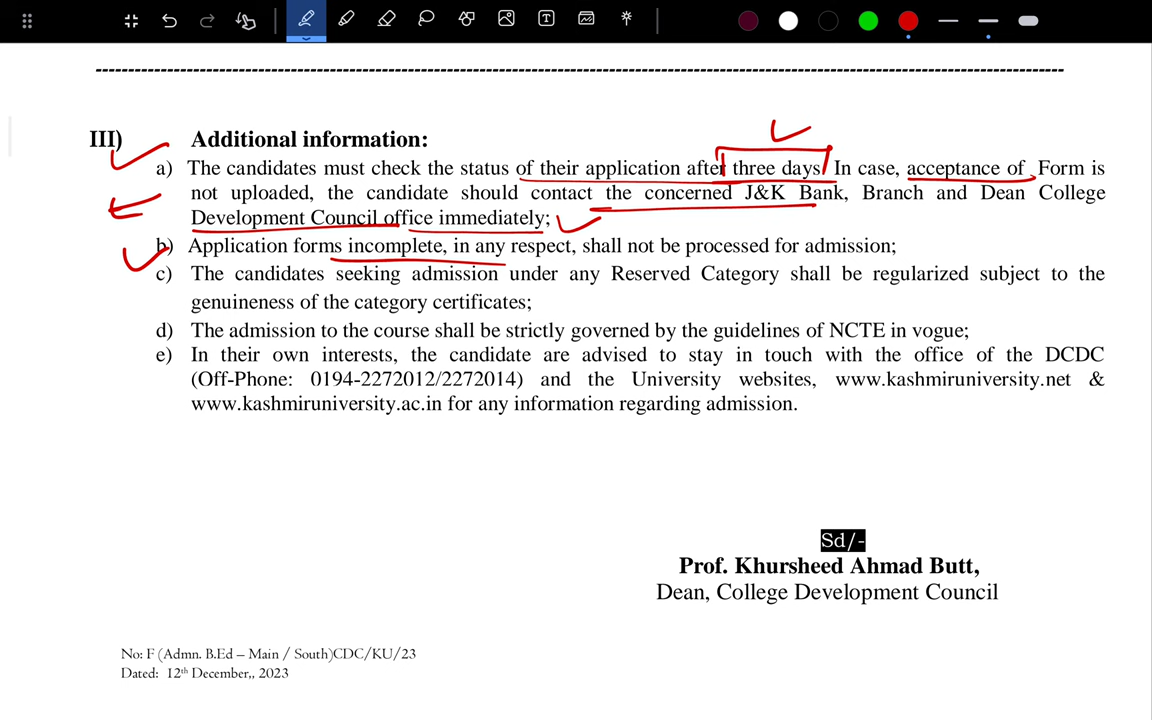 III) Additional information:
a) The candidates must check the status of their application after three days. In case, acceptance of Form is
not uploaded, the candidate should contact the concerned J&K Bank, Branch and Dean College
Development Council office immediately;
b) Application forms incomplete, in any respect, shall not be processed for admission;
c) The candidates seeking admission under any Reserved Category shall be regularized subject to the
genuineness of the category certificates;
d) The admission to the course shall be strictly governed by the guidelines of NCTE in vogue;
e) In their own interests, the candidate are advised to stay in touch with the office of the DCDC
(Off-Phone: 0194-2272012/2272014) and the University websites, www.kashmiruniversity.net &
www.kashmiruniversity.ac.in for any information regarding admission.
Sd/-
Prof. Khursheed Ahmad Butt,
Dean, College Development Council
No: F (Admn. B.Ed – Main / South)CDC/KU/23
Dated: 12th December,, 2023